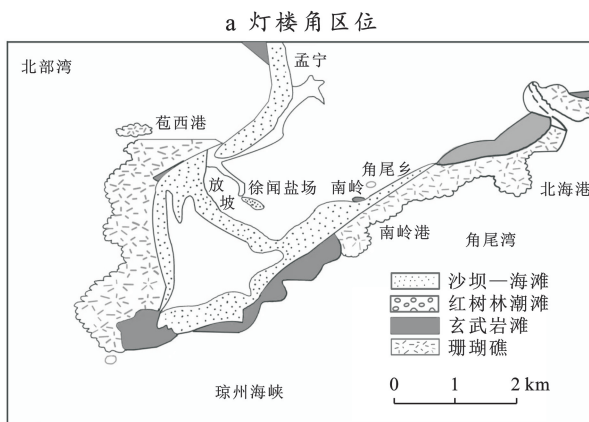 a 灯楼角区位
北部湾
孟宁
苞西港
放坡
徐闻盐场
南岭
角尾乡
北海港
南岭港
角尾湾
沙坝—海滩
红树林潮滩
玄武岩滩
珊瑚礁
0 1 2 km
琼州海峡